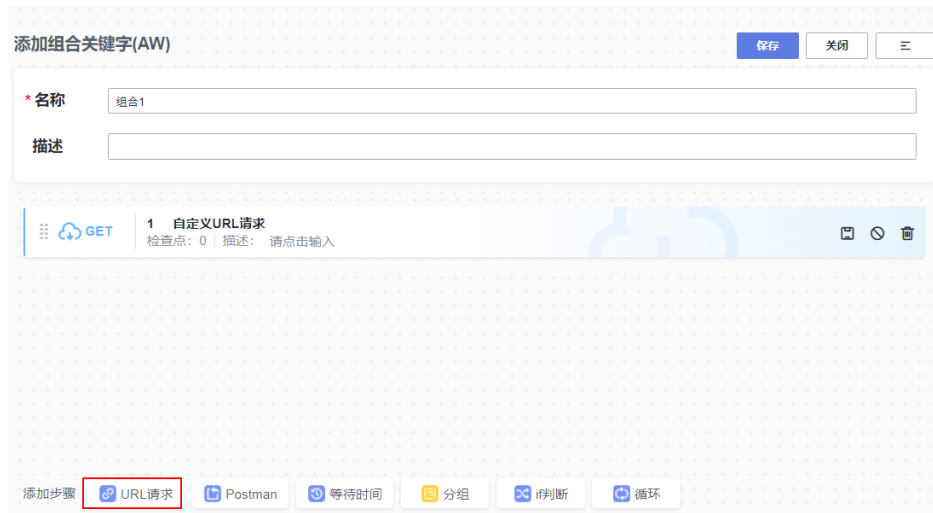 添加组合关键字(AW)
保存 关闭
* 名称 组合1
描述
GET 1 自定义URL请求
检查点：0 描述： 请点击输入
添加步骤 URL请求 Postman 等待时间 分组 if判断 循环